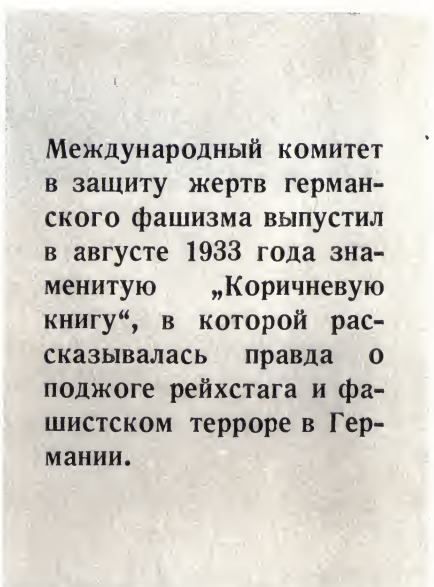 Международный комитет
в защиту жертв герман-
ского фашизма выпустил
в августе 1933 года зна-
менитую „Коричневую
книгу“, в которой рас-
сказывалась правда о
поджоге рейхстага и фа-
шистском терроре в Гер-
мании.